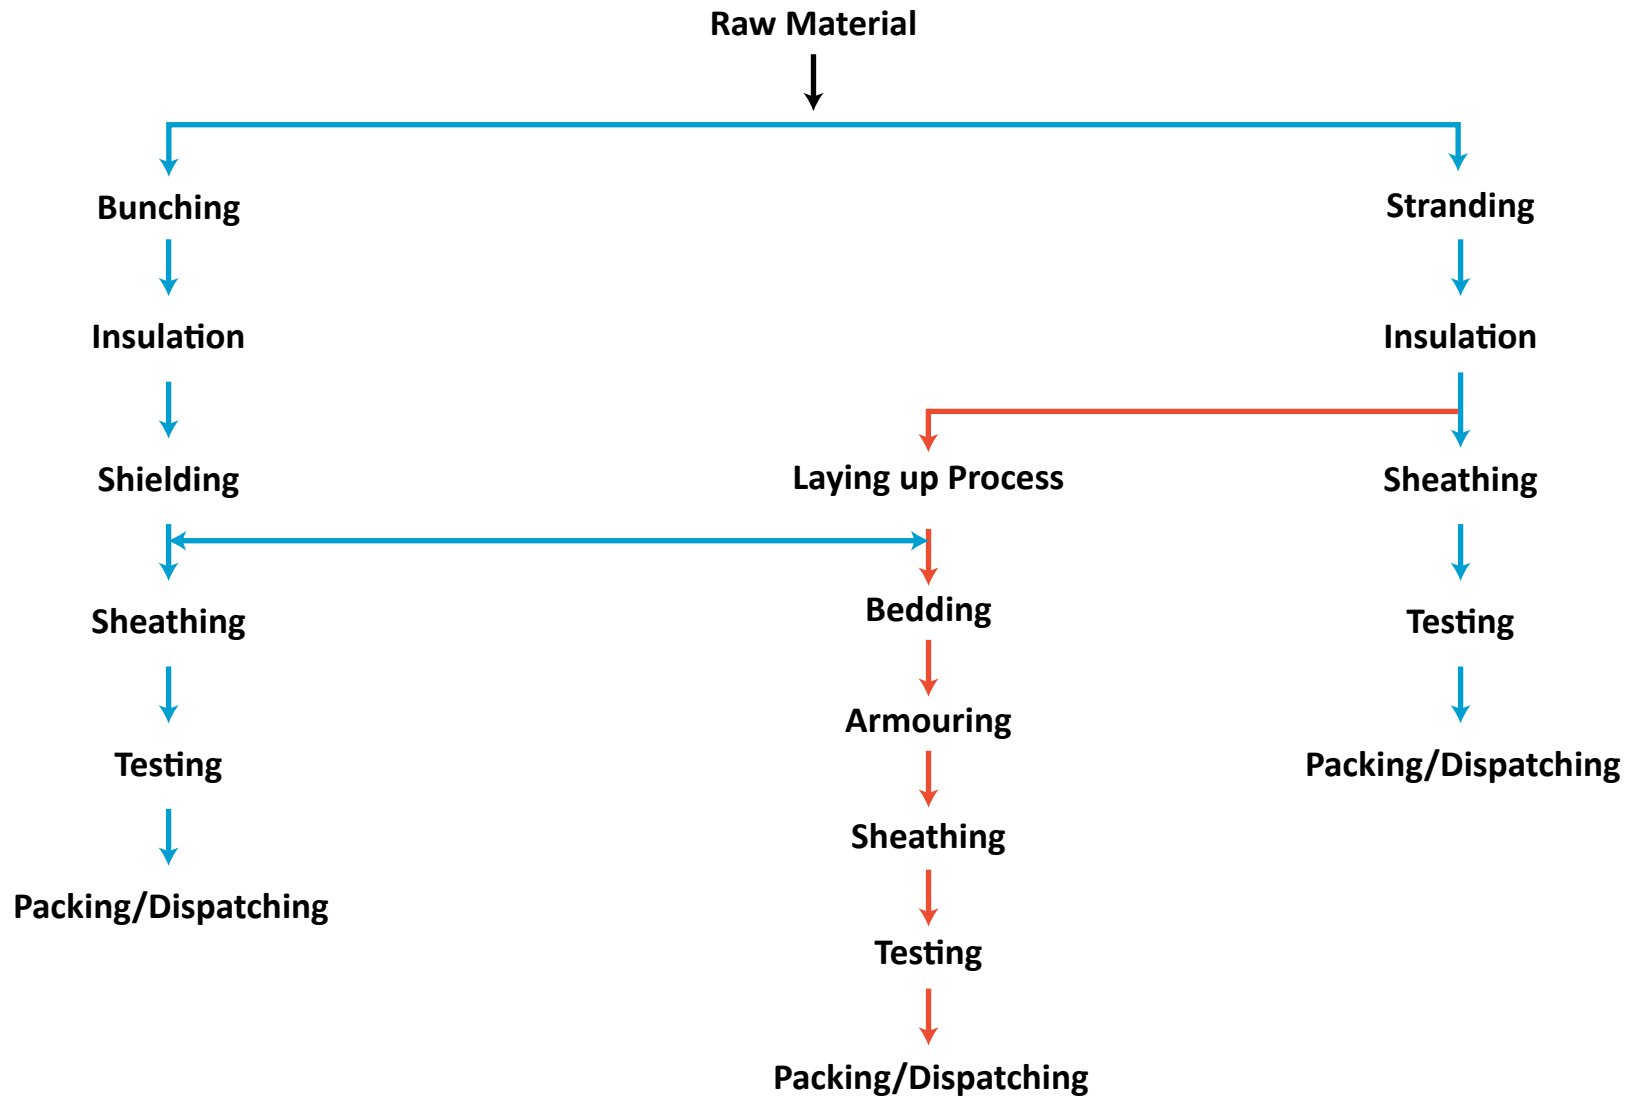 Raw Material
Bunching
Stranding
Insulation
Insulation
Shielding
Laying up Process
Sheathing
Sheathing
Bedding
Testing
Armouring
Testing
Packing/Dispatching
Sheathing
Packing/Dispatching
Testing
Packing/Dispatching